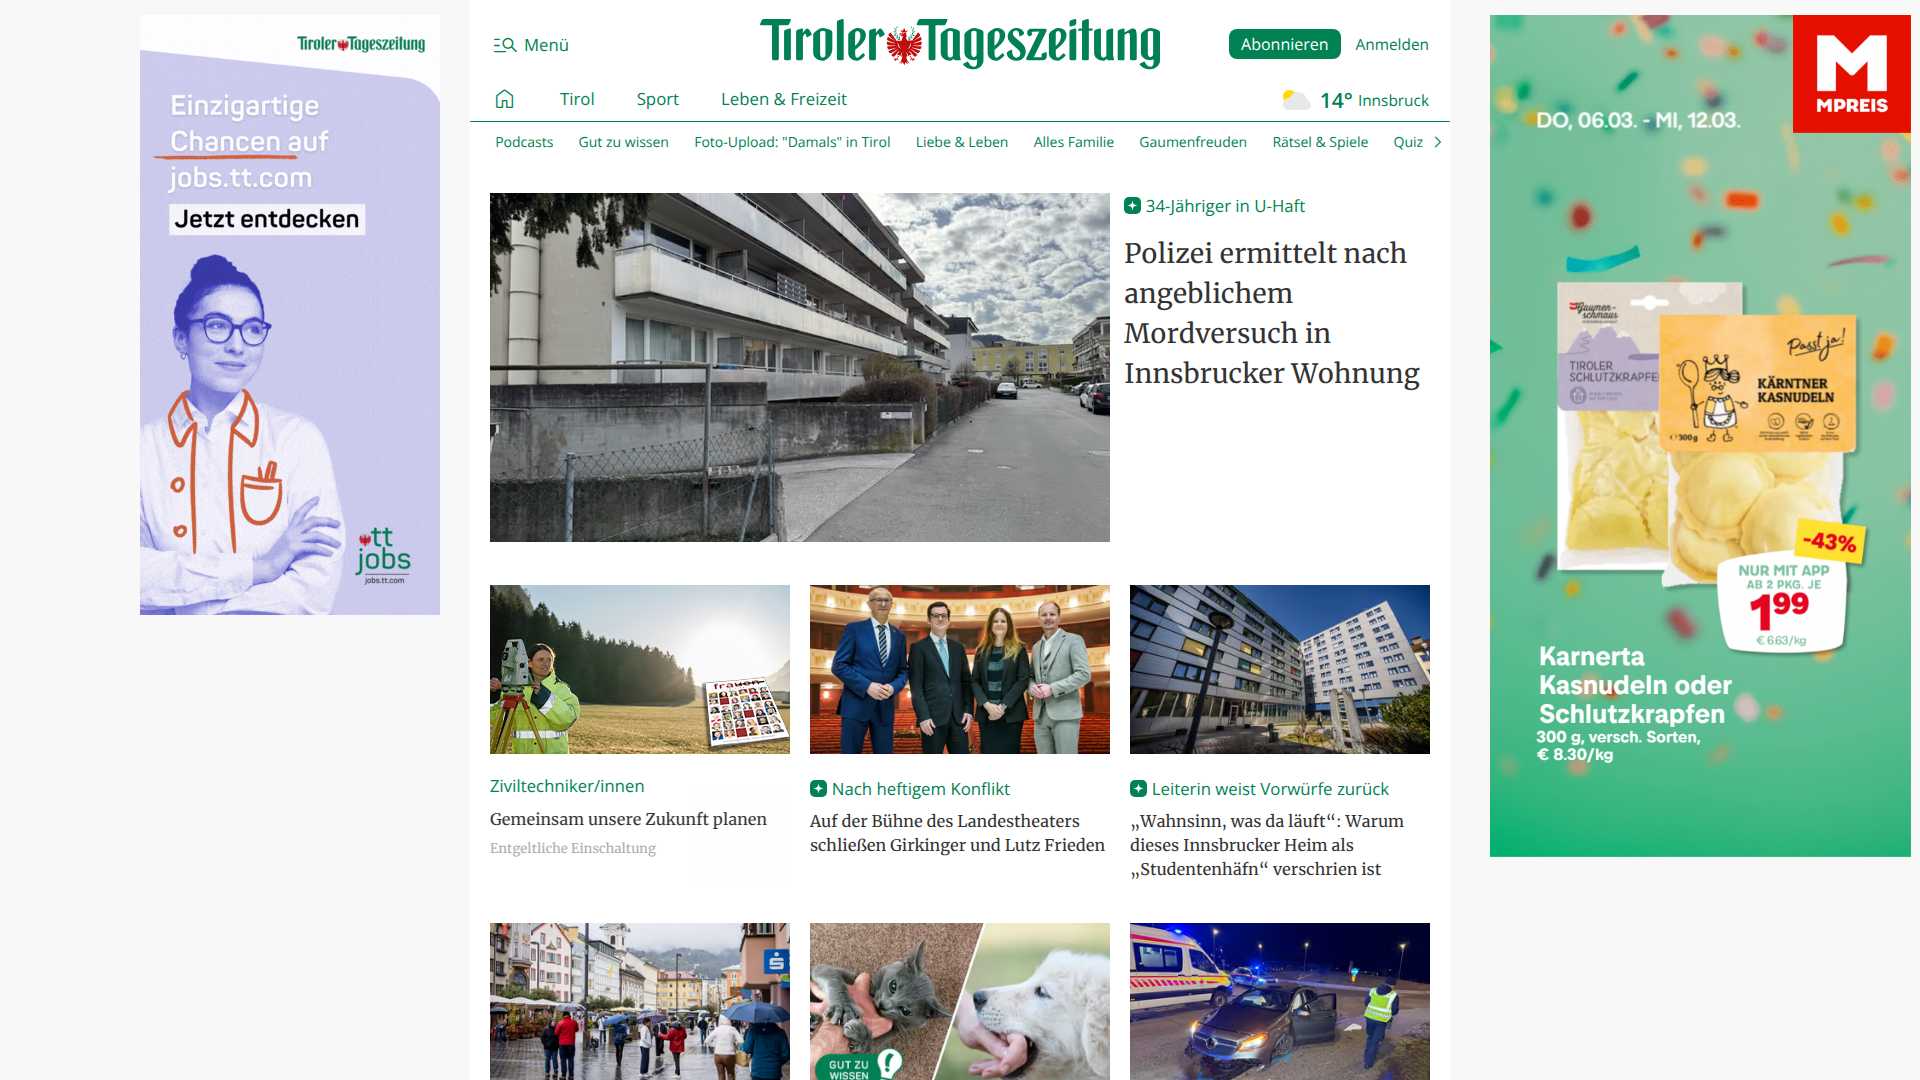 Tiroler Tageszeitung
Einzigartige
Chancen auf
jobs.tt.com
Jetzt entdecken
tt
jobs
jobs.tt.com
Menü
Tiroler Tageszeitung
Abonnieren
Anmelden
Tirol
Sport
Leben & Freizeit
14° Innsbruck
Podcasts
Gut zu wissen
Foto-Upload: "Damals" in Tirol
Liebe & Leben
Alles Familie
Gaumenfreuden
Rätsel & Spiele
Quiz
34-Jähriger in U-Haft
Polizei ermittelt nach
angeblichem
Mordversuch in
Innsbrucker Wohnung
frauen
Ziviltechniker/innen
Gemeinsam unsere Zukunft planen
Entgeltliche Einschaltung
Nach heftigem Konflikt
Auf der Bühne des Landestheaters
schließen Girkinger und Lutz Frieden
Leiterin weist Vorwürfe zurück
„Wahnsinn, was da läuft“: Warum
dieses Innsbrucker Heim als
„Studentenhäfn“ verschrien ist
S
GUT ZU
WISSEN
M
MPREIS
DO, 06.03. - MI, 12.03.
Gaumen-
schmaus
TIROLER
SCHLUTZKRAPFE
Passt ja!
KÄRNTNER
KASNUDELN
300g
-43%
NUR MIT APP
AB 2 PKG. JE
199
€ 6.63/kg
Karnerta
Kasnudeln oder
Schlutzkrapfen
300 g, versch. Sorten,
€ 8.30/kg